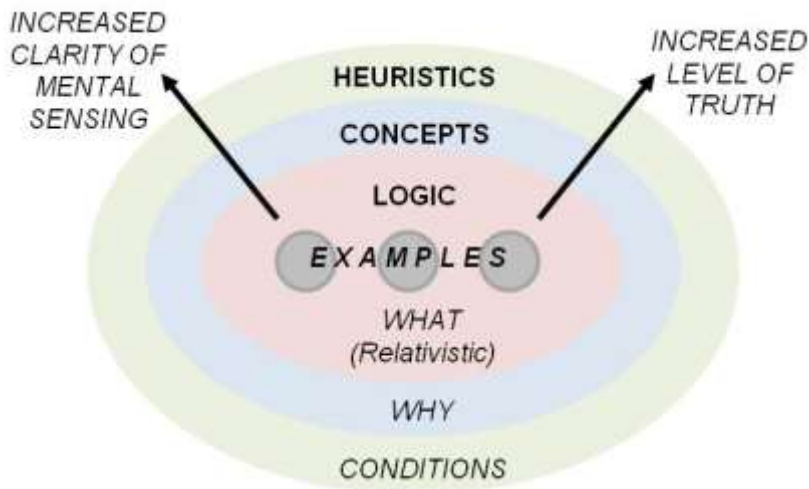 INCREASED
CLARITY OF
MENTAL
SENSING
INCREASED
LEVEL OF
TRUTH
HEURISTICS
CONCEPTS
LOGIC
EXAMPLES
WHAT
(Relativistic)
WHY
CONDITIONS